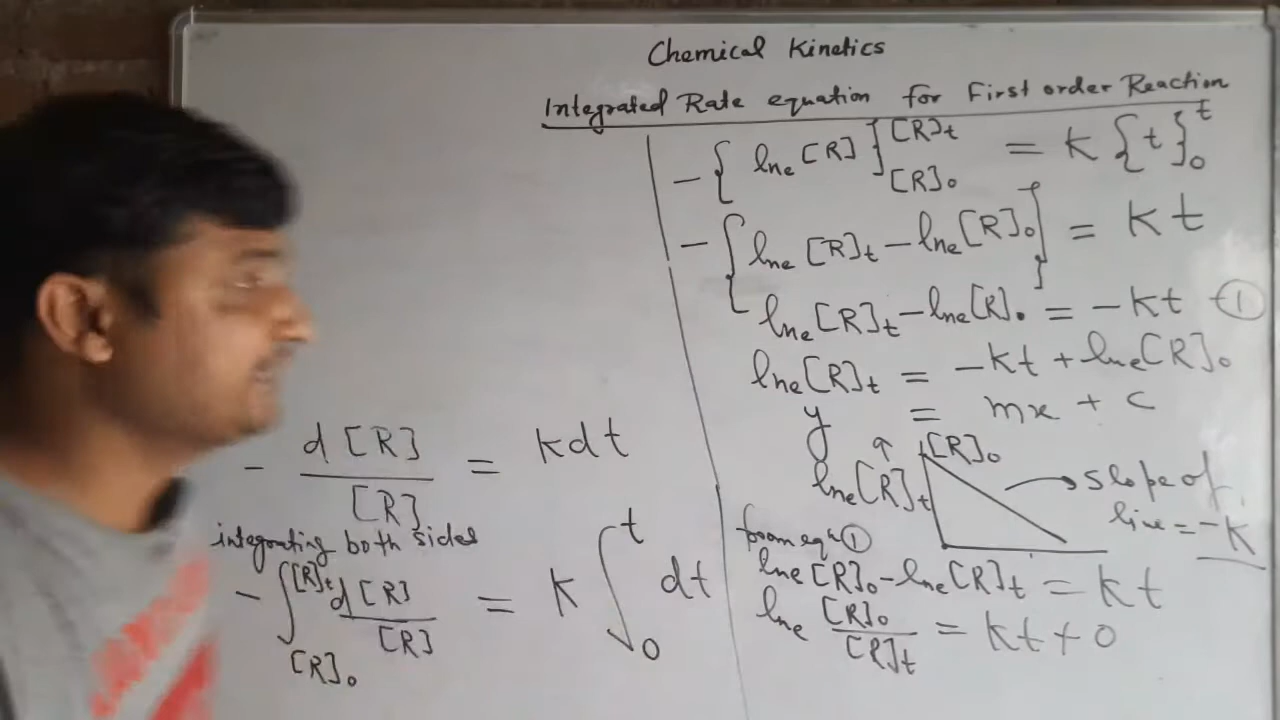 Chemical Kinetics
Integrated Rate equation for First order Reaction
- d[R] / [R] = kdt
integrating both sides
- ∫ [R]t [R]₀ d[R] / [R] = k ∫ t 0 dt
- { lne [R] } [R]t [R]₀ = k { t } t 0
- { lne [R]t - lne [R]₀ } = kt
lne [R]t - lne [R]₀ = -kt - ①
lne [R]t = -kt + lne [R]₀
y = mx + c
lne [R]t ↑ [R]₀ → slope of
line = -k
from eqn ①
lne [R]₀ - lne [R]t = kt
lne [R]₀ / [R]t = kt + 0